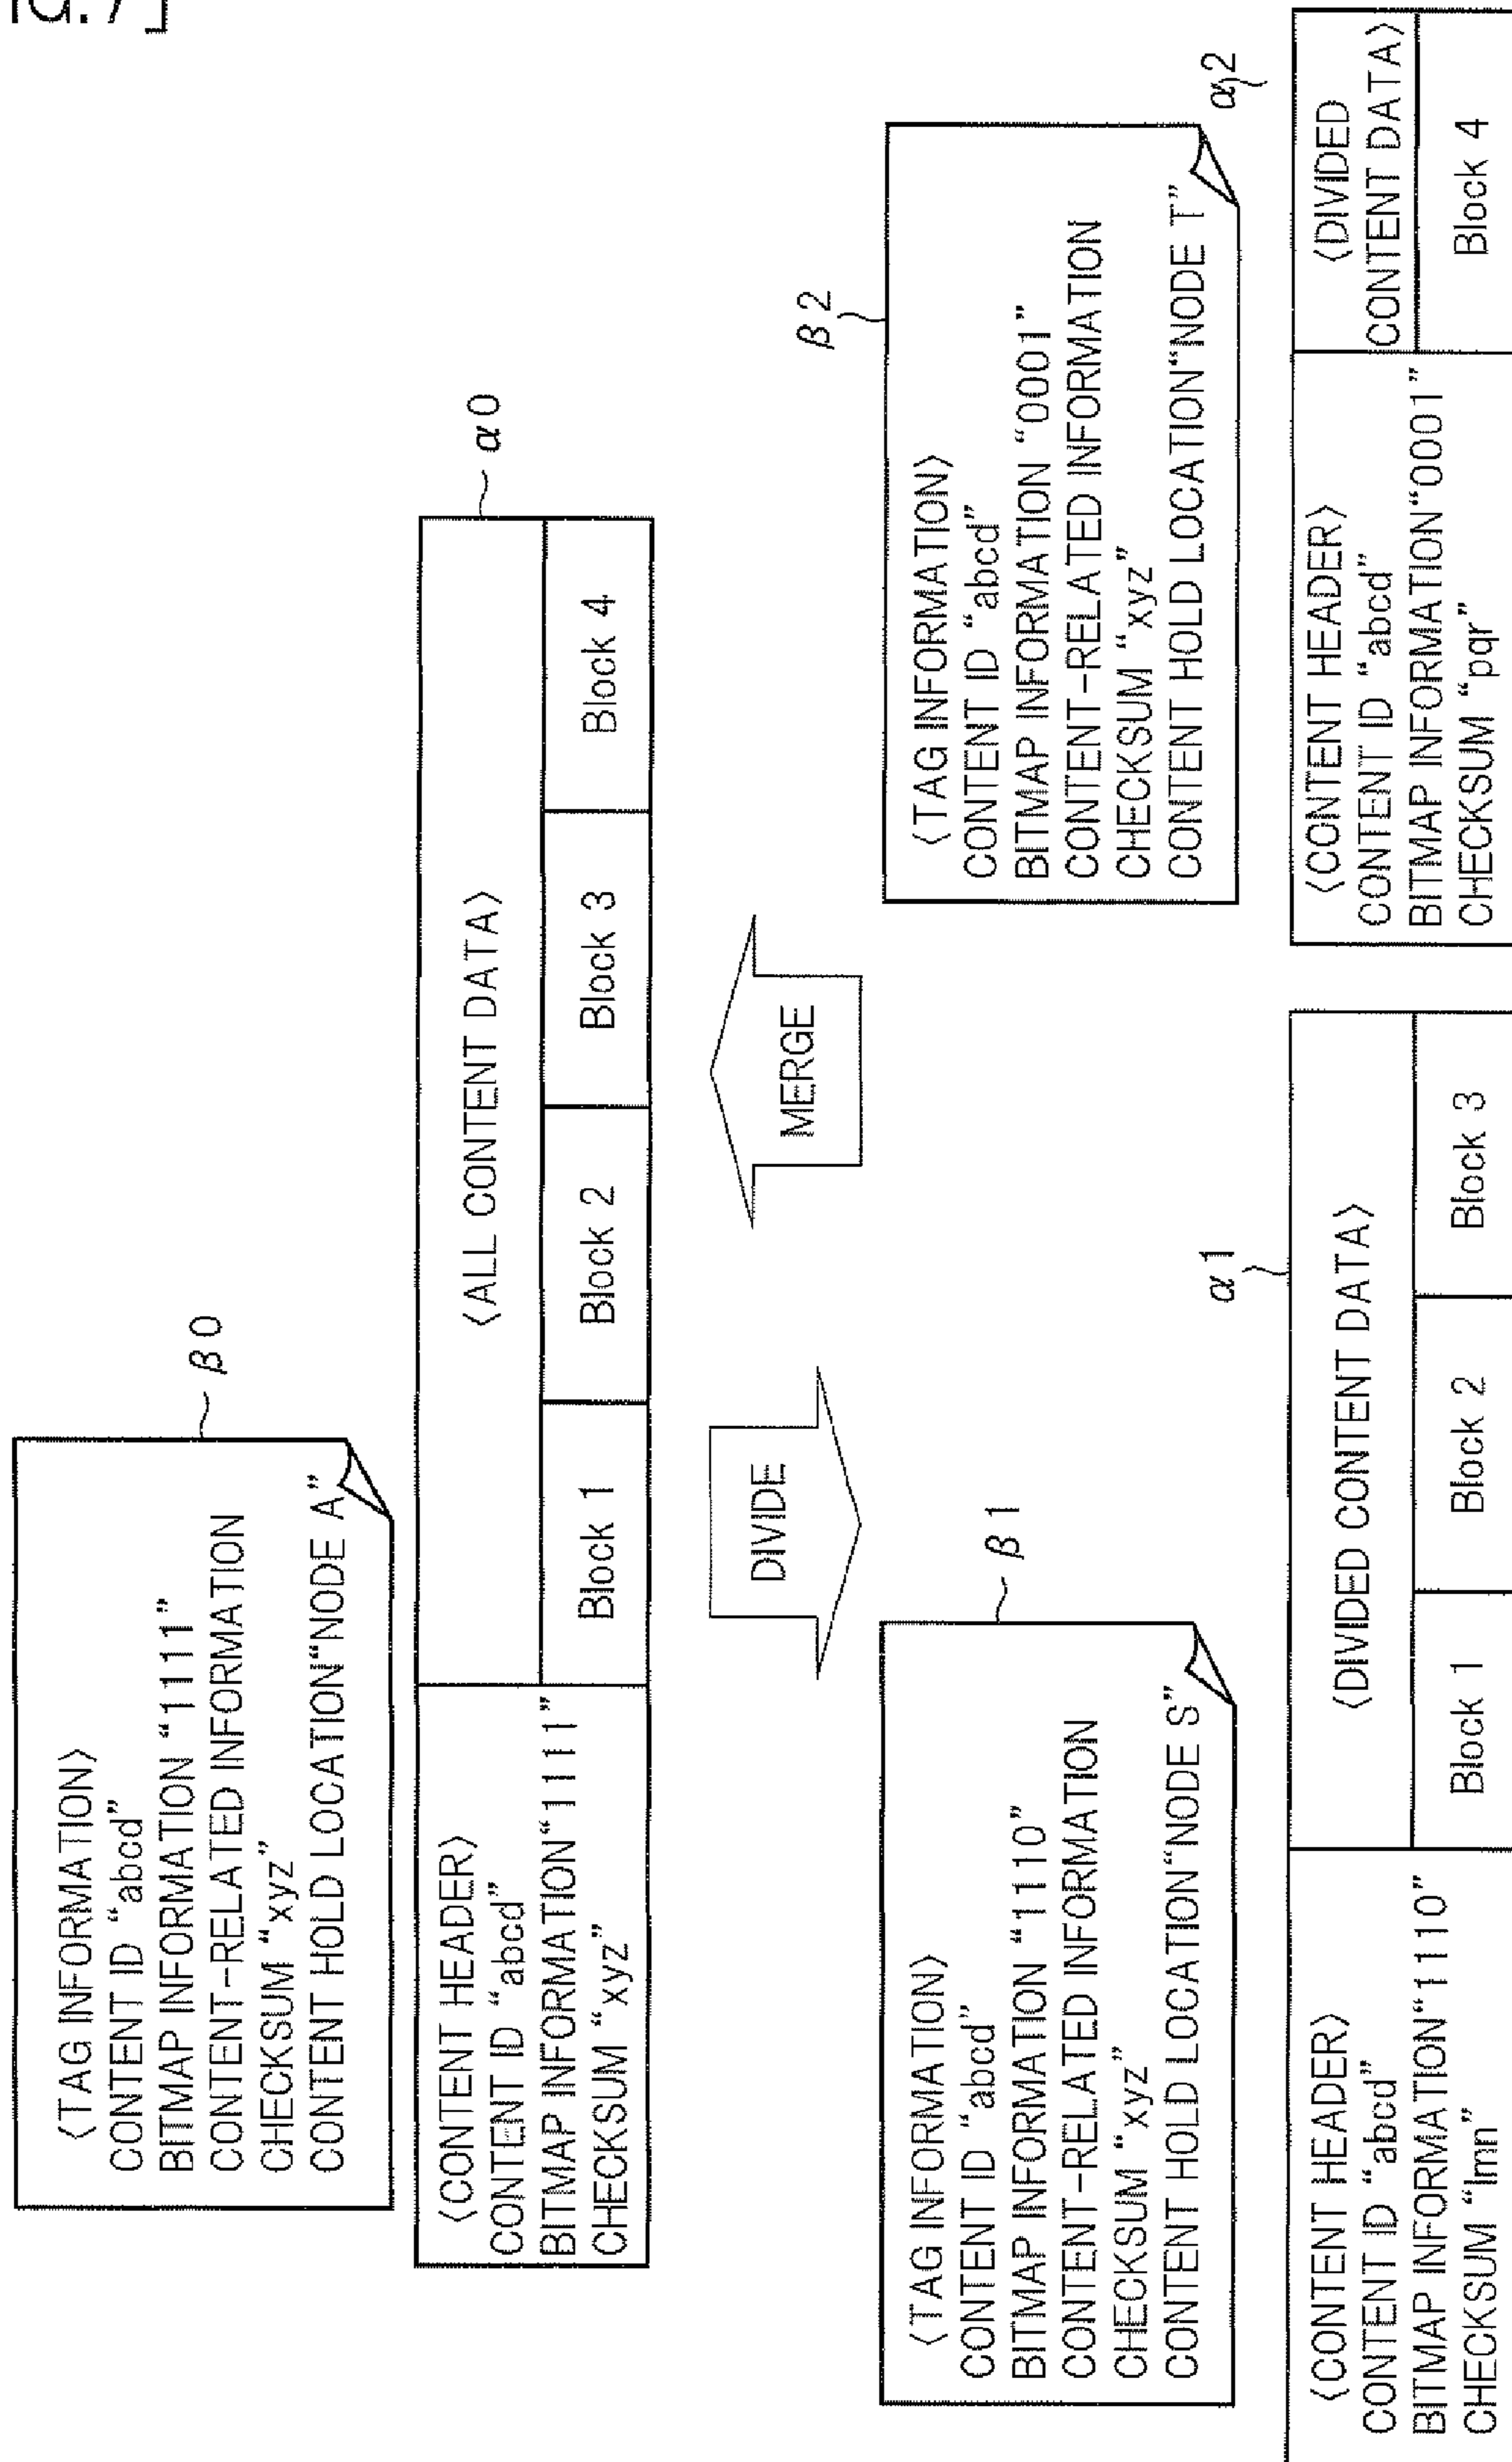 IG.7]
〈TAG INFORMATION〉
CONTENT ID “abcd”
BITMAP INFORMATION “1111”
CONTENT-RELATED INFORMATION
CHECKSUM “xyz”
CONTENT HOLD LOCATION“NODE A”
β0
〈CONTENT HEADER〉
CONTENT ID “abcd”
BITMAP INFORMATION“1111”
CHECKSUM “xyz”
〈ALL CONTENT DATA〉
Block 1
Block 2
Block 3
Block 4
α0
DIVIDE
MERGE
〈TAG INFORMATION〉
CONTENT ID “abcd”
BITMAP INFORMATION “1110”
CONTENT-RELATED INFORMATION
CHECKSUM “xyz”
CONTENT HOLD LOCATION“NODE S”
β1
〈TAG INFORMATION〉
CONTENT ID “abcd”
BITMAP INFORMATION “0001”
CONTENT-RELATED INFORMATION
CHECKSUM “xyz”
CONTENT HOLD LOCATION“NODE T”
β2
〈CONTENT HEADER〉
CONTENT ID “abcd”
BITMAP INFORMATION“1110”
CHECKSUM “lmn”
〈DIVIDED CONTENT DATA〉
Block 1
Block 2
Block 3
α1
〈CONTENT HEADER〉
CONTENT ID “abcd”
BITMAP INFORMATION“0001”
CHECKSUM “pqr”
〈DIVIDED
CONTENT DATA〉
Block 4
α2